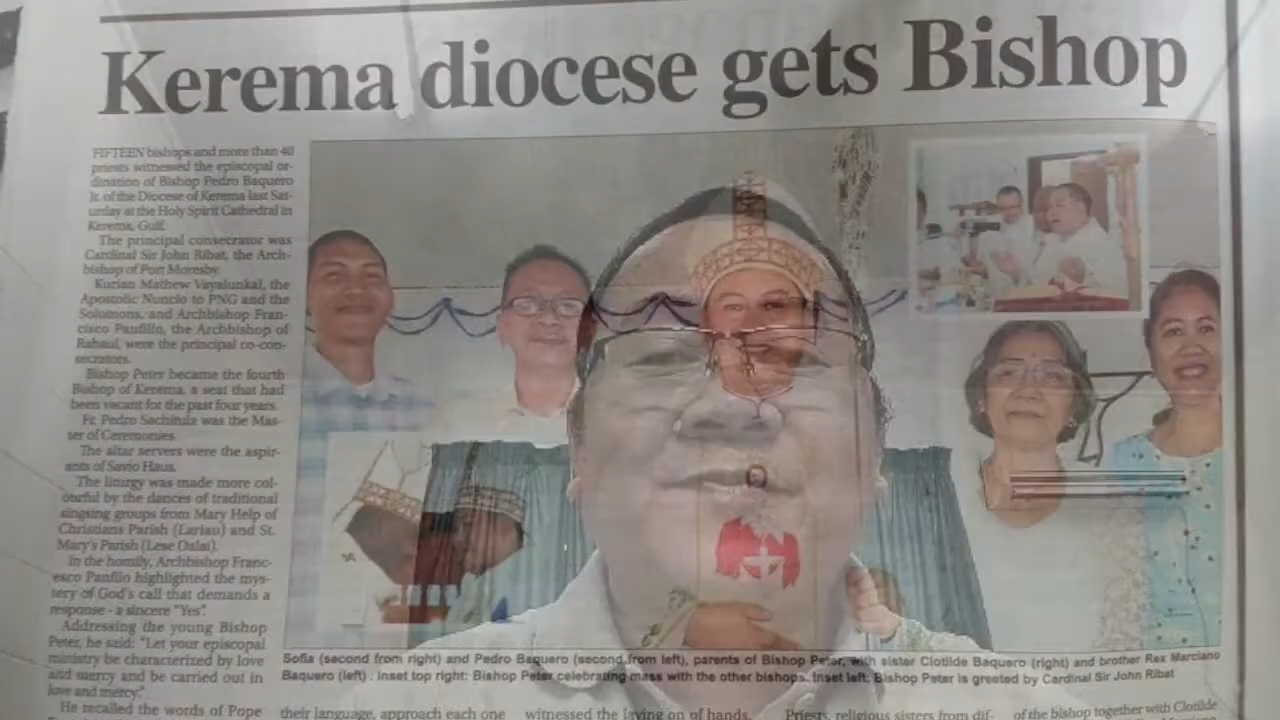 Kerema diocese gets Bishop
FIFTEEN bishops and more than 40
priests witnessed the episcopal or-
dination of Bishop Pedro Baquero
Jr. of the Diocese of Kerema last Sat-
urday at the Holy Spirit Cathedral in
Kerema, Gulf.
The principal consecrator was
Cardinal Sir John Ribat, the Arch-
bishop of Port Moresby.
Kurian Mathew Vayalunkal, the
Apostolic Nuncio to PNG and the
Solomons, and Archbishop Fran-
cisco Panfilo, the Archbishop of
Rabaul, were the principal co-con-
secrators.
Bishop Peter became the fourth
Bishop of Kerema, a seat that had
been vacant for the past four years.
Fr. Pedro Sachitula was the Mas-
ter of Ceremonies.
The altar servers were the aspir-
ants of Savio Haus.
The liturgy was made more col-
ourful by the dances of traditional
singsing groups from Mary Help of
Christians Parish (Lariau) and St.
Mary's Parish (Lese Oalai).
In the homily, Archbishop Franc-
esco Panfilo highlighted the mys-
tery of God's call that demands a
response - a sincere "Yes".
Addressing the young Bishop
Peter, he said: "Let your episcopal
ministry be characterized by love
and mercy and be carried out in
love and mercy."
He recalled the words of Pope
Sofia (second from right) and Pedro Baquero (second from left), parents of Bishop Peter, with sister Clotilde Baquero (right) and brother Rex Marciano
Baquero (left) . Inset top right: Bishop Peter celebrating mass with the other bishops. Inset left: Bishop Peter is greeted by Cardinal Sir John Ribat
their language, approach each one
witnessed the laying on of hands.
Priests, religious sisters from dif-
of the bishop together with Clotilde